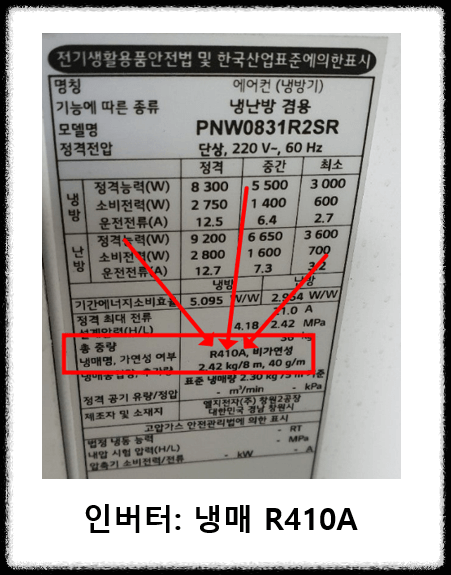 전기생활용품안전법 및 한국산업표준에의한표시
명칭 에어컨 (냉방기)
기능에 따른 종류 냉난방 겸용
모델명 PNW0831R2SR
정격전압 단상, 220 V~, 60 Hz
정격 중간 최소
냉방 정격능력(W) 8 300 5 500 3 000
소비전력(W) 2 750 1 400 600
운전전류(A) 12.5 6.4 2.7
난방 정격능력(W) 9 200 6 650 3 600
소비전력(W) 2 800 1 600 700
운전전류(A) 12.7 7.3 3.2
냉방 난방
기간에너지소비효율 5.095 W/W 2.954 W/W
정격 최대 전류 A
설계압력(H/L) 4.18 2.42 MPa
총 중량 kg
냉매명, 가연성 여부 R410A, 비가연성
2.42 kg/8 m, 40 g/m
표준 냉매량 2.30 kg/5 m 기준
정격 공기 유량/정압 - m³/min - kPa
제조자 및 소재지 엘지전자(주) 창원2공장
대한민국 경남 창원시
고압가스 안전관리법에 의한 표시
법정 냉동 능력 - RT
내압 시험 압력(H/L) - MPa
압축기 소비전력/전류 - kW - A
인버터: 냉매 R410A